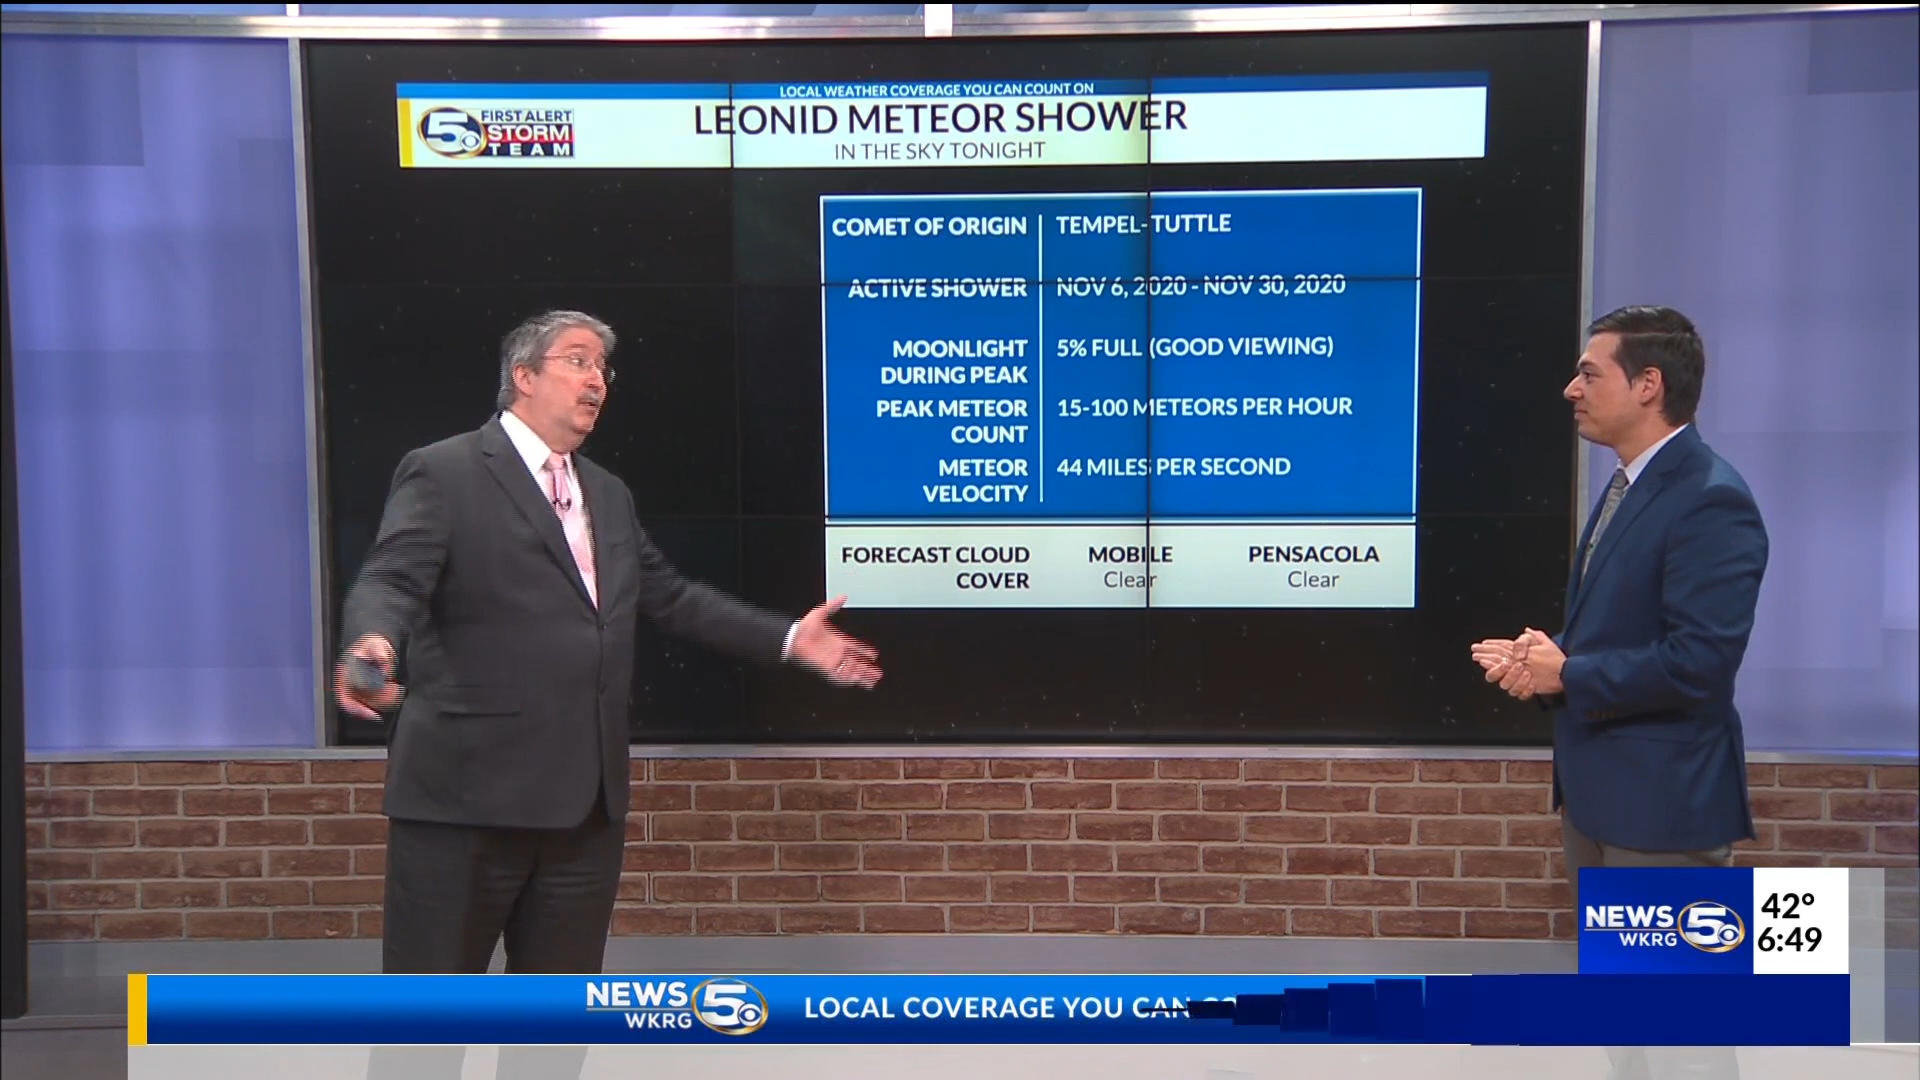 LOCAL WEATHER COVERAGE YOU CAN COUNT ON
5 FIRST ALERT
STORM
TEAM
LEONID METEOR SHOWER
IN THE SKY TONIGHT
COMET OF ORIGIN TEMPEL-TUTTLE
ACTIVE SHOWER NOV 6, 2020 - NOV 30, 2020
MOONLIGHT DURING PEAK 5% FULL (GOOD VIEWING)
PEAK METEOR COUNT 15-100 METEORS PER HOUR
METEOR VELOCITY 44 MILES PER SECOND
FORECAST CLOUD COVER
MOBILE
Clear
PENSACOLA
Clear
NEWS 5
WKRG
42°
6:49
NEWS 5
WKRG
LOCAL COVERAGE YOU CAN